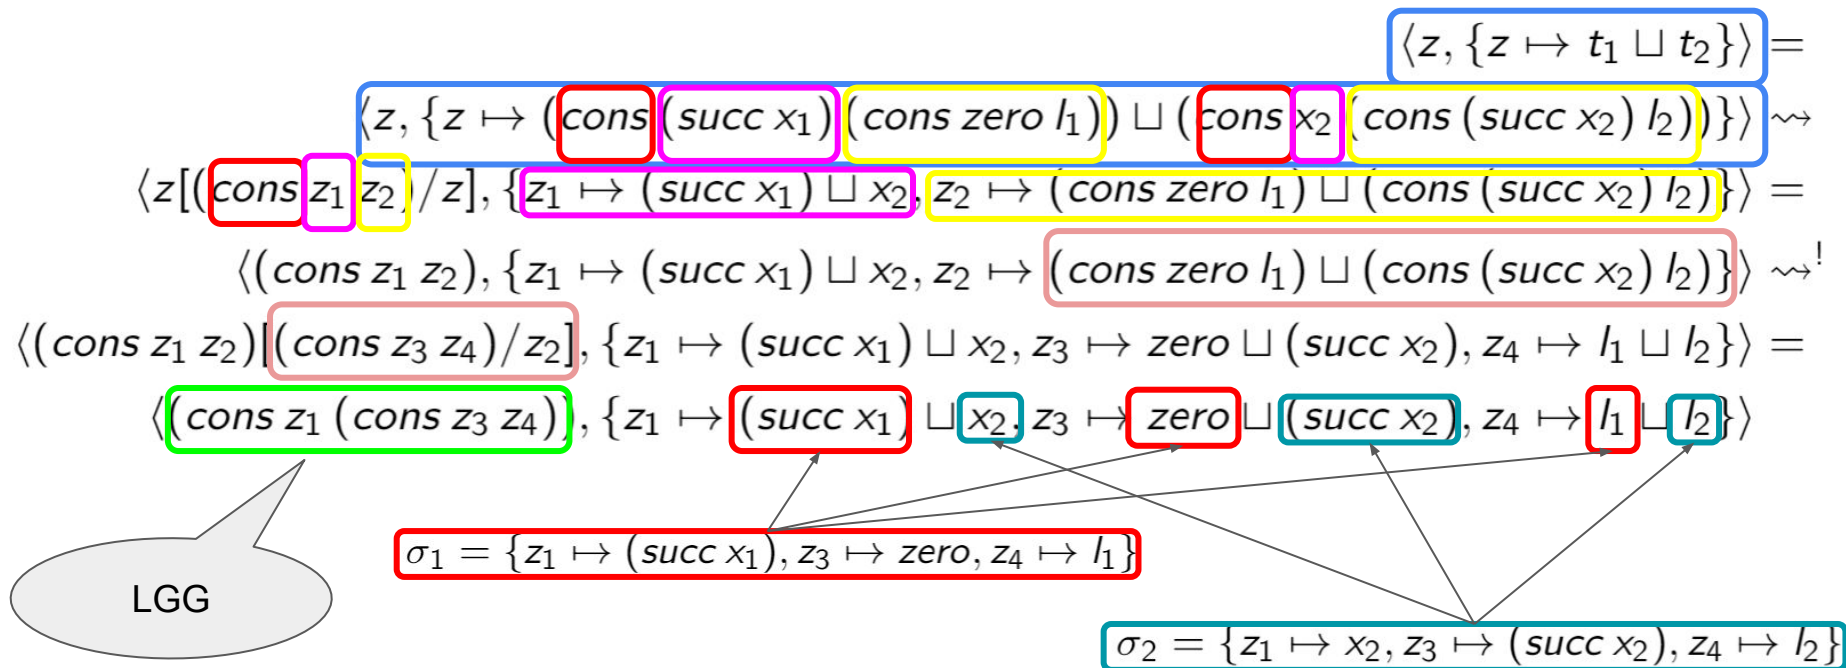 ⟨z, {z ↦ t₁ ⊔ t₂}⟩ =
⟨z, {z ↦ (cons (succ x₁) (cons zero l₁)) ⊔ (cons x₂ (cons (succ x₂) l₂))}⟩ ⇝
⟨z[(cons z₁ z₂)/z], {z₁ ↦ (succ x₁) ⊔ x₂, z₂ ↦ (cons zero l₁) ⊔ (cons (succ x₂) l₂)}⟩ =
⟨(cons z₁ z₂), {z₁ ↦ (succ x₁) ⊔ x₂, z₂ ↦ (cons zero l₁) ⊔ (cons (succ x₂) l₂)}⟩ ⇝!
⟨(cons z₁ z₂)[(cons z₃ z₄)/z₂], {z₁ ↦ (succ x₁) ⊔ x₂, z₃ ↦ zero ⊔ (succ x₂), z₄ ↦ l₁ ⊔ l₂}⟩ =
⟨(cons z₁ (cons z₃ z₄)), {z₁ ↦ (succ x₁) ⊔ x₂, z₃ ↦ zero ⊔ (succ x₂), z₄ ↦ l₁ ⊔ l₂}⟩
σ₁ = {z₁ ↦ (succ x₁), z₃ ↦ zero, z₄ ↦ l₁}
LGG
σ₂ = {z₁ ↦ x₂, z₃ ↦ (succ x₂), z₄ ↦ l₂}